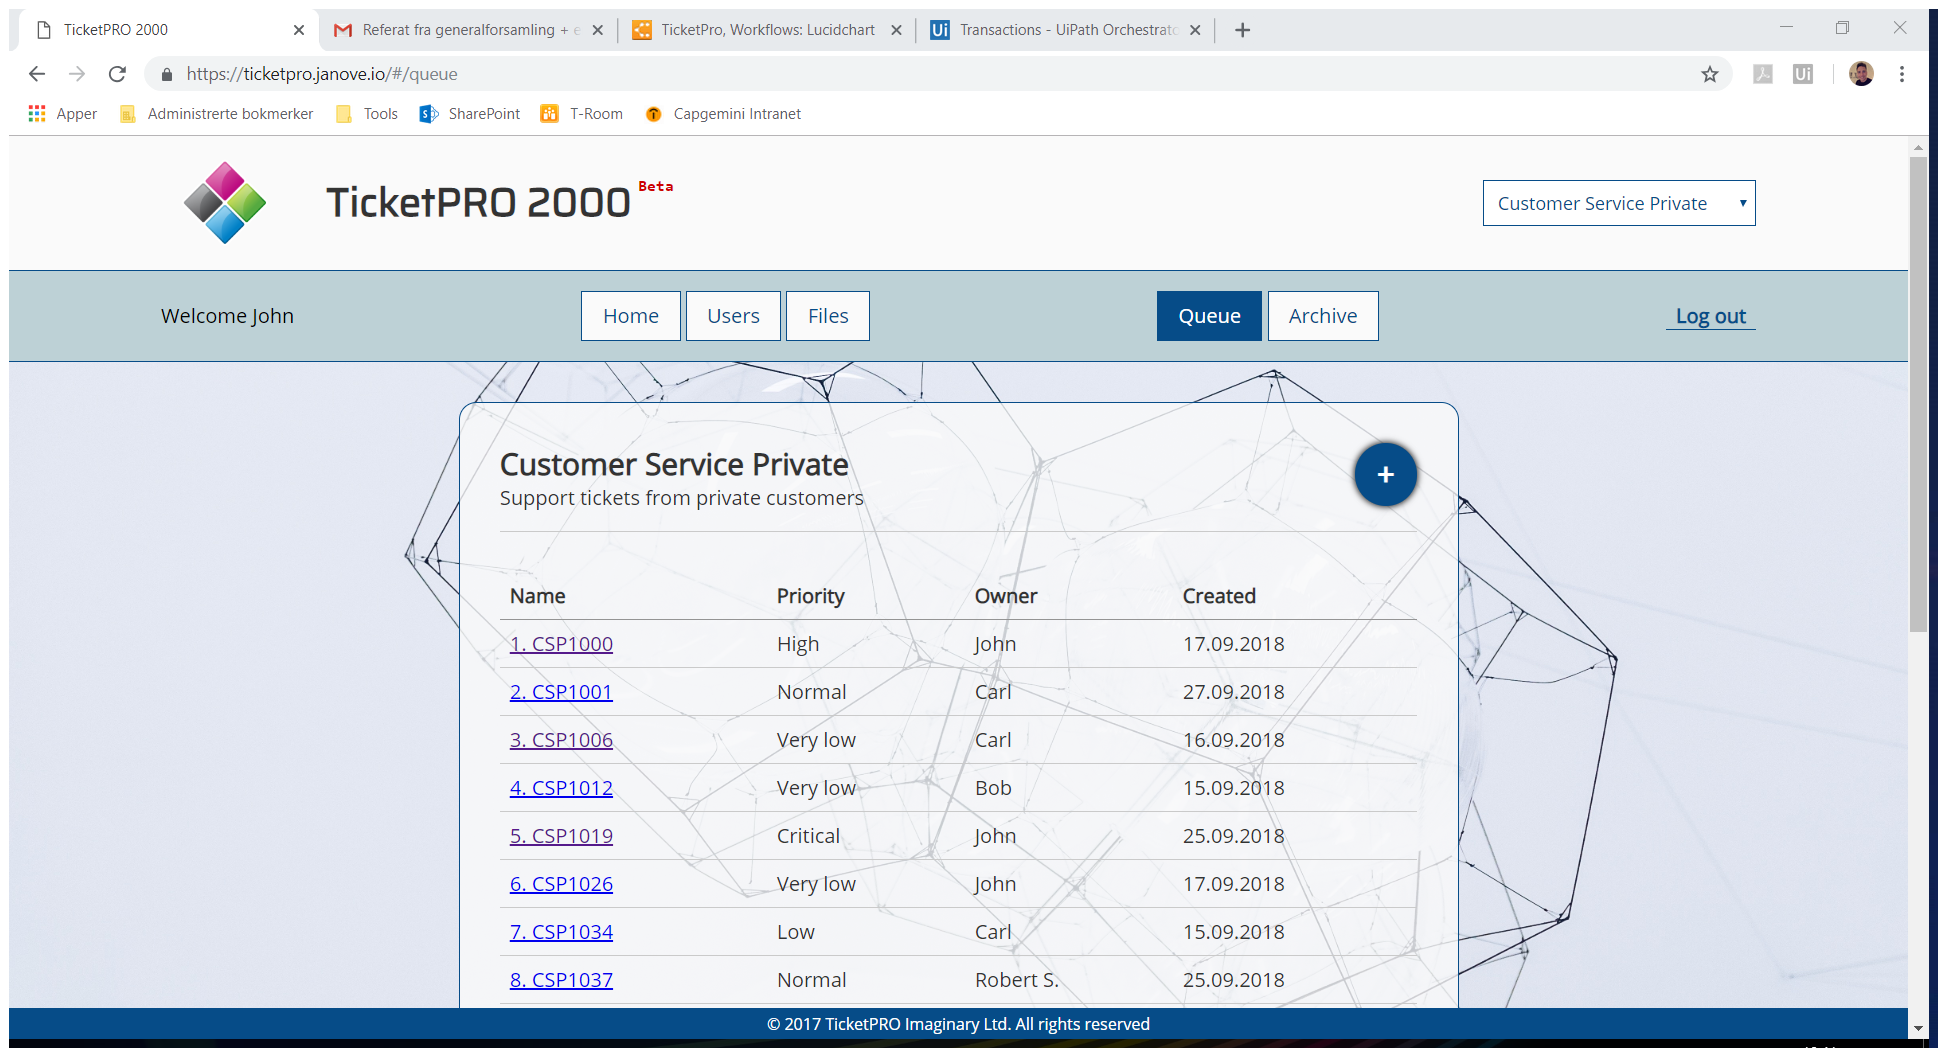 TicketPRO 2000
Referat fra generalforsamling + e
TicketPro, Workflows: Lucidchart
Ui Transactions - UiPath Orchestrato
https://ticketpro.janove.io/#/queue
Ui
Apper
Administrerte bokmerker
Tools
SharePoint
T-Room
Capgemini Intranet
TicketPRO 2000 Beta
Customer Service Private
Welcome John
Home
Users
Files
Queue
Archive
Log out
Customer Service Private
+
Support tickets from private customers
Name Priority Owner Created
1. CSP1000 High John 17.09.2018
2. CSP1001 Normal Carl 27.09.2018
3. CSP1006 Very low Carl 16.09.2018
4. CSP1012 Very low Bob 15.09.2018
5. CSP1019 Critical John 25.09.2018
6. CSP1026 Very low John 17.09.2018
7. CSP1034 Low Carl 15.09.2018
8. CSP1037 Normal Robert S. 25.09.2018
© 2017 TicketPRO Imaginary Ltd. All rights reserved